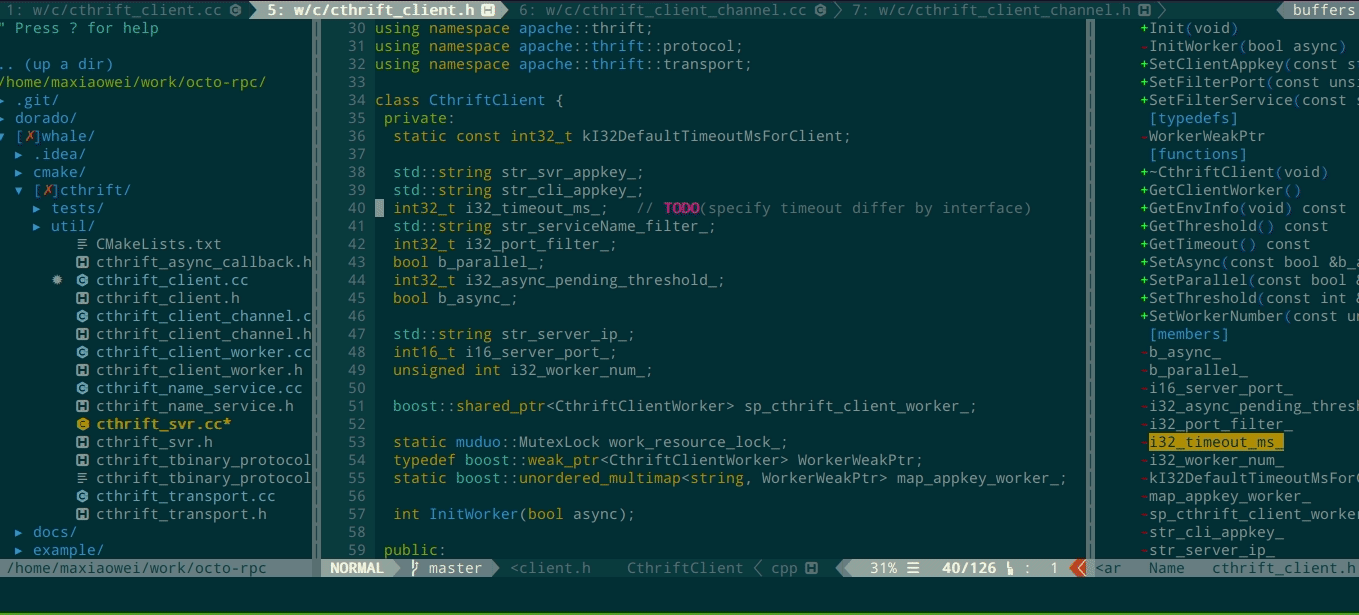 1: w/c/cthrift_client.cc
5: w/c/cthrift_client.h
6: w/c/cthrift_client_channel.cc
7: w/c/cthrift_client_channel.h
buffers
" Press ? for help
.. (up a dir)
/home/maxiaowei/work/octo-rpc/
▸ .git/
▸ dorado/
▾ [✗]whale/
▸ .idea/
▸ cmake/
▾ [✗]cthrift/
▸ tests/
▸ util/
CMakeLists.txt
cthrift_async_callback.h
cthrift_client.cc
cthrift_client.h
cthrift_client_channel.c
cthrift_client_channel.h
cthrift_client_worker.cc
cthrift_client_worker.h
cthrift_name_service.cc
cthrift_name_service.h
cthrift_svr.cc*
cthrift_svr.h
cthrift_tbinary_protocol
cthrift_tbinary_protocol
cthrift_transport.cc
cthrift_transport.h
▸ docs/
▸ example/
/home/maxiaowei/work/octo-rpc
30 using namespace apache::thrift;
31 using namespace apache::thrift::protocol;
32 using namespace apache::thrift::transport;
33
34 class CthriftClient {
35 private:
36 static const int32_t kI32DefaultTimeoutMsForClient;
37
38 std::string str_svr_appkey_;
39 std::string str_cli_appkey_;
40 int32_t i32_timeout_ms_; // TODO(specify timeout differ by interface)
41 std::string str_serviceName_filter_;
42 int32_t i32_port_filter_;
43 bool b_parallel_;
44 int32_t i32_async_pending_threshold_;
45 bool b_async_;
46
47 std::string str_server_ip_;
48 int16_t i16_server_port_;
49 unsigned int i32_worker_num_;
50
51 boost::shared_ptr<CthriftClientWorker> sp_cthrift_client_worker_;
52
53 static muduo::MutexLock work_resource_lock_;
54 typedef boost::weak_ptr<CthriftClientWorker> WorkerWeakPtr;
55 static boost::unordered_multimap<string, WorkerWeakPtr> map_appkey_worker_;
56
57 int InitWorker(bool async);
58
59 public:
NORMAL master <client.h CthriftClient cpp 31% ☰ 40/126 : 1
+Init(void)
-InitWorker(bool async)
+SetClientAppkey(const st
+SetFilterPort(const unsi
+SetFilterService(const s
[typedefs]
-WorkerWeakPtr
[functions]
+~CthriftClient(void)
+GetClientWorker()
+GetEnvInfo(void) const
+GetThreshold() const
+GetTimeout() const
+SetAsync(const bool &b_a
+SetParallel(const bool &
+SetThreshold(const int &
+SetWorkerNumber(const un
[members]
-b_async_
-b_parallel_
-i16_server_port_
-i32_async_pending_thresh
-i32_port_filter_
-i32_timeout_ms_
-i32_worker_num_
-kI32DefaultTimeoutMsForC
-map_appkey_worker_
-sp_cthrift_client_worker
-str_cli_appkey_
-str_server_ip_
<ar Name cthrift_client.h